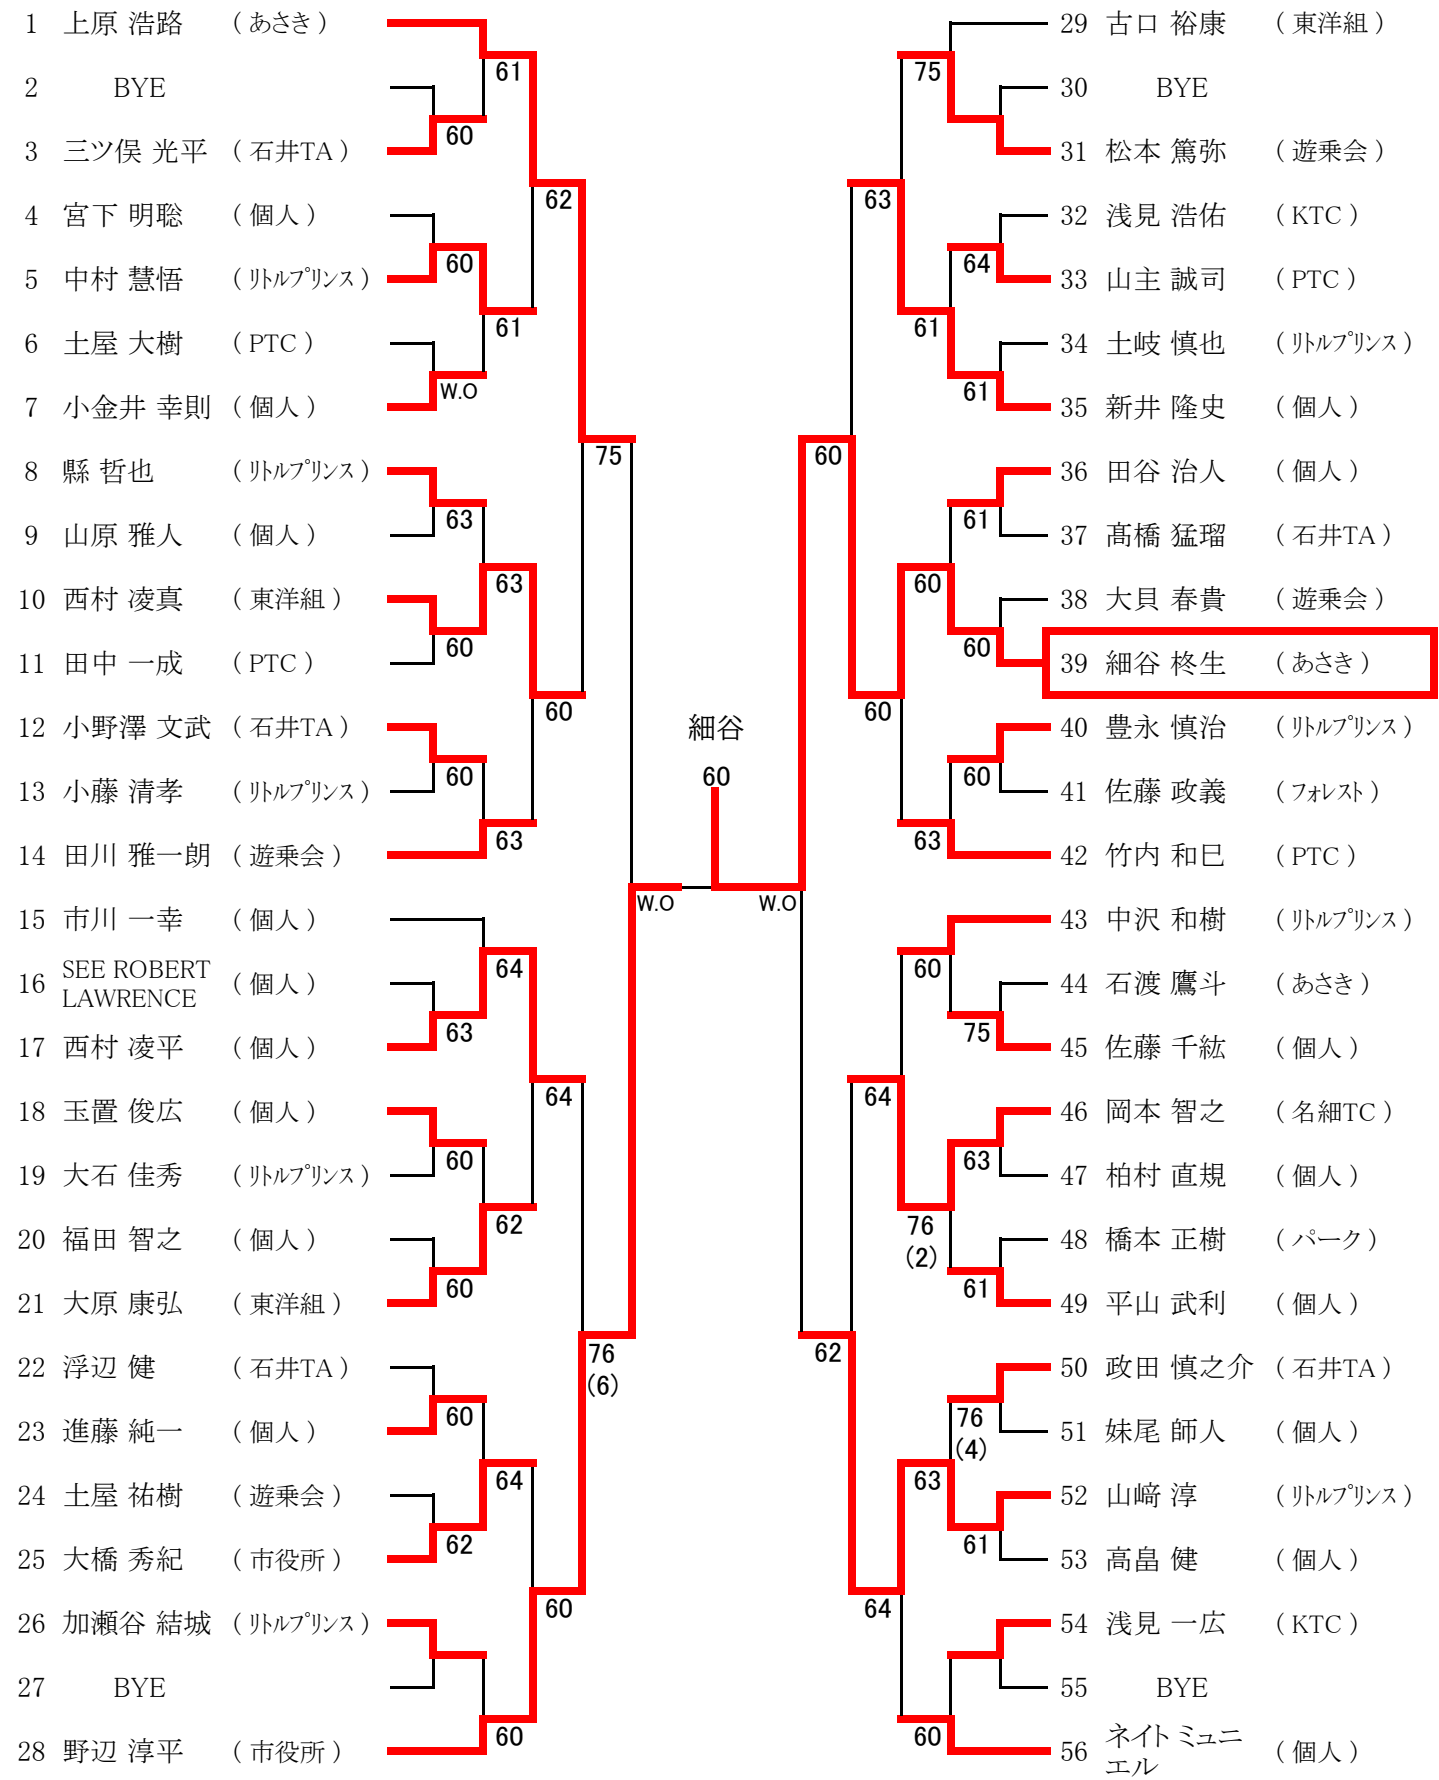 1 上原 浩路 (あさき)
2 BYE
3 三ツ俣 光平 (石井TA)
4 宮下 明聡 (個人)
5 中村 慧悟 (リトルプリンス)
6 土屋 大樹 (PTC)
7 小金井 幸則 (個人)
8 縣 哲也 (リトルプリンス)
9 山原 雅人 (個人)
10 西村 凌真 (東洋組)
11 田中 一成 (PTC)
12 小野澤 文武 (石井TA)
13 小藤 清孝 (リトルプリンス)
14 田川 雅一朗 (遊乗会)
15 市川 一幸 (個人)
16 SEE ROBERT
LAWRENCE (個人)
17 西村 凌平 (個人)
18 玉置 俊広 (個人)
19 大石 佳秀 (リトルプリンス)
20 福田 智之 (個人)
21 大原 康弘 (東洋組)
22 浮辺 健 (石井TA)
23 進藤 純一 (個人)
24 土屋 祐樹 (遊乗会)
25 大橋 秀紀 (市役所)
26 加瀬谷 結城 (リトルプリンス)
27 BYE
28 野辺 淳平 (市役所)
60
60
W.O
63
60
60
63
60
60
60
62
61
61
63
63
64
62
64
60
62
60
64
60
75
76
(6)
W.O
細谷
60
W.O
60
62
63
60
64
64
75
61
60
63
60
76
(2)
63
60
64
61
61
60
60
75
63
61
76
(4)
61
29 古口 裕康 (東洋組)
30 BYE
31 松本 篤弥 (遊乗会)
32 浅見 浩佑 (KTC)
33 山主 誠司 (PTC)
34 土岐 慎也 (リトルプリンス)
35 新井 隆史 (個人)
36 田谷 治人 (個人)
37 髙橋 猛瑠 (石井TA)
38 大貝 春貴 (遊乗会)
39 細谷 柊生 (あさき)
40 豊永 慎治 (リトルプリンス)
41 佐藤 政義 (フォレスト)
42 竹内 和巳 (PTC)
43 中沢 和樹 (リトルプリンス)
44 石渡 鷹斗 (あさき)
45 佐藤 千紘 (個人)
46 岡本 智之 (名細TC)
47 柏村 直規 (個人)
48 橋本 正樹 (パーク)
49 平山 武利 (個人)
50 政田 慎之介 (石井TA)
51 妹尾 師人 (個人)
52 山﨑 淳 (リトルプリンス)
53 高畠 健 (個人)
54 浅見 一広 (KTC)
55 BYE
56 ネイト ミュニ
エル (個人)